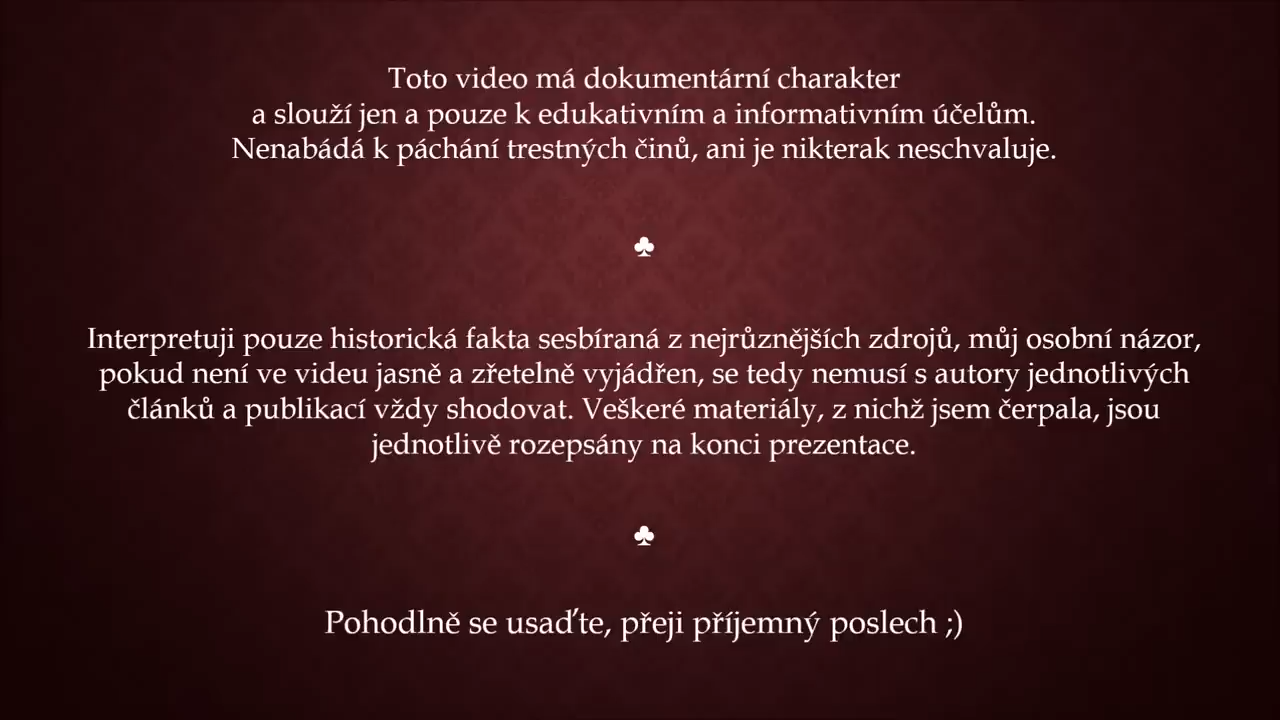 Toto video má dokumentární charakter
a slouží jen a pouze k edukativním a informativním účelům.
Nenabádá k páchání trestných činů, ani je nikterak neschvaluje.
♣
Interpretuji pouze historická fakta sesbíraná z nejrůznějších zdrojů, můj osobní názor,
pokud není ve videu jasně a zřetelně vyjádřen, se tedy nemusí s autory jednotlivých
článků a publikací vždy shodovat. Veškeré materiály, z nichž jsem čerpala, jsou
jednotlivě rozepsány na konci prezentace.
♣
Pohodlně se usaďte, přeji příjemný poslech ;)